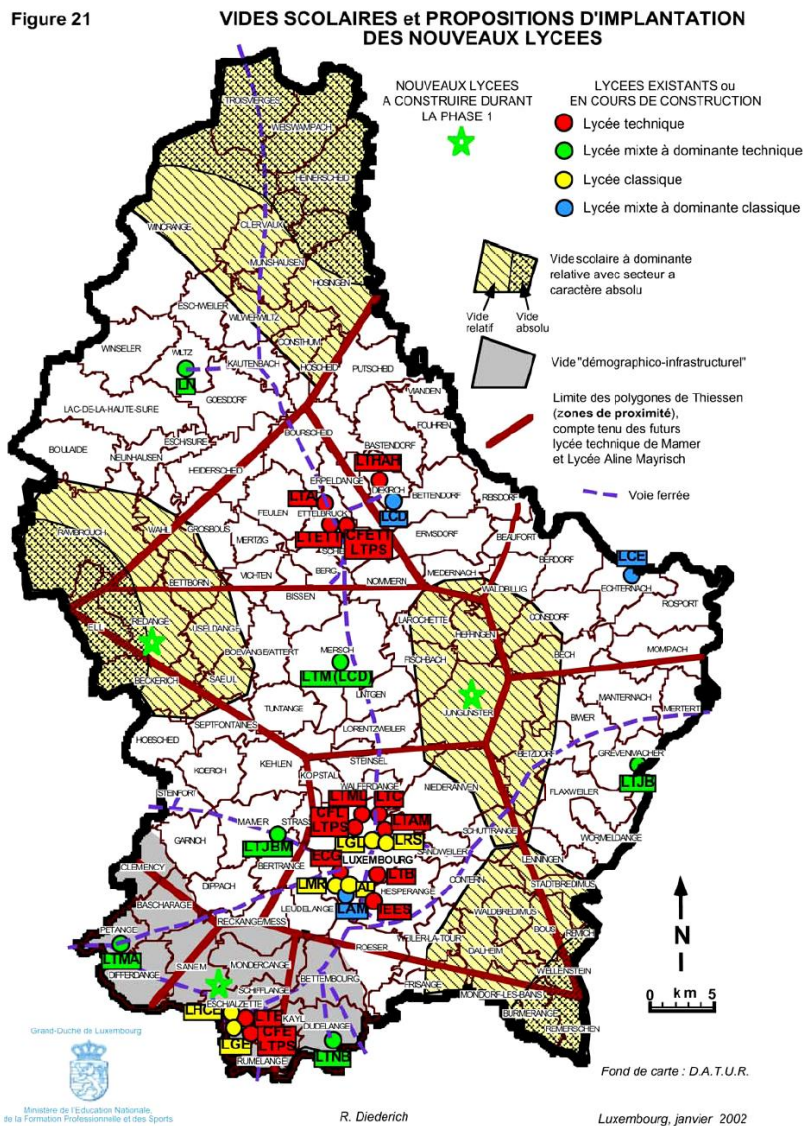 Figure 21
VIDES SCOLAIRES et PROPOSITIONS D'IMPLANTATION
DES NOUVEAUX LYCEES
NOUVEAUX LYCEES
A CONSTRUIRE DURANT
LA PHASE 1
LYCEES EXISTANTS ou
EN COURS DE CONSTRUCTION
Lycée technique
Lycée mixte à dominante technique
Lycée classique
Lycée mixte à dominante classique
Vide scolaire à dominante
relative avec secteur a
caractère absolu
Vide
relatif
Vide
absolu
Vide "démographico-infrastructurel"
Limite des polygones de Thiessen
(zones de proximité),
compte tenu des futurs
lycée technique de Mamer
et Lycée Aline Mayrisch
Voie ferrée
TROISVIERGES
WEISWAMPACH
HEINERSCHEID
WINCRANGE
CLERVAUX
MUNSHAUSEN
HOSINGEN
ESCHWEILER
WILWERWILTZ
CONSTHUM
WINSELER
WILTZ
LN
KAUTENBACH
HOSCHEID
PUTSCHEID
GOESDORF
VIANDEN
LAC-DE-LA-HAUTE-SURE
FOUHREN
BOURSCHEID
BASTENDORF
BOULAIDE
ESCH/SURE
NEUNHAUSEN
HEIDERSCHEID
LTHAH
ERPELDANGE
DIEKIRCH
BETTENDORF
REISDORF
LTA
LCD
ETTELBRUCK
FEULEN
RAMBROUCH
WAHL
GROSBOUS
LTETT
CFETT
LTPS
ERMSDORF
BEAUFORT
MERTZIG
SCHIE
BERDORF
LCE
ECHTERNACH
VICHTEN
BERG
MEDERNACH
BETTBORN
BISSEN
NOMMERN
WALDBILLIG
ROSPORT
ELL
REDANGE
USELDANGE
LAROCHETTE
CONSDORF
HEFFINGEN
BOEVANGE/ATTERT
MERSCH
FISCHBACH
BECH
MOMPACH
BECKERICH
SAEUL
LTM (LCD)
LINTGEN
TUNTANGE
JUNGLINSTER
MANTERNACH
SEPTFONTAINES
LORENTZWEILER
BIWER
MERTERT
HOBSCHEID
STEINSEL
BETZDORF
GREVENMACHER
KEHLEN
KOPSTAL
KOERICH
LTJB
WALFERDANGE
NIEDERANVEN
FLAXWEILER
STEINFORT
LTML
LTC
CFL
LTPS
LTAM
MAMER
STRAS
WORMELDANGE
SCHUTTRANGE
GARNICH
LTJBM
LGL
LRS
SANDWEILER
LUXEMBOURG
CLEMENCY
BERTRANGE
ECG
LENNINGEN
CONTERN
STADTBREDIMUS
DIPPACH
LTB
LMR
AL
HESPERANGE
BASCHARAGE
LEUDELANGE
LAM
IEES
WALDBREDIMUS
BOUS
REMICH
RECKANGE/MESS
PETANGE
ROESER
WEILER-LA-TOUR
DALHEIM
LTMA
DIFFERDANGE
SANEM
MONDERCANGE
BETTEMBOURG
WELLENSTEIN
SCHIFFLANGE
FRISANGE
MONDORF-LES-BAINS
ESCH/ALZETTE
BURMERANGE
REMERSCHEN
LHCE
LTE
KAYL
DUDELANGE
LGE
CFE
LTPS
LTNB
RUMELANGE
N
0 km 5
Grand-Duché de Luxembourg
Ministère de l'Education Nationale,
de la Formation Professionnelle et des Sports
R. Diederich
Fond de carte : D.A.T.U.R.
Luxembourg, janvier 2002